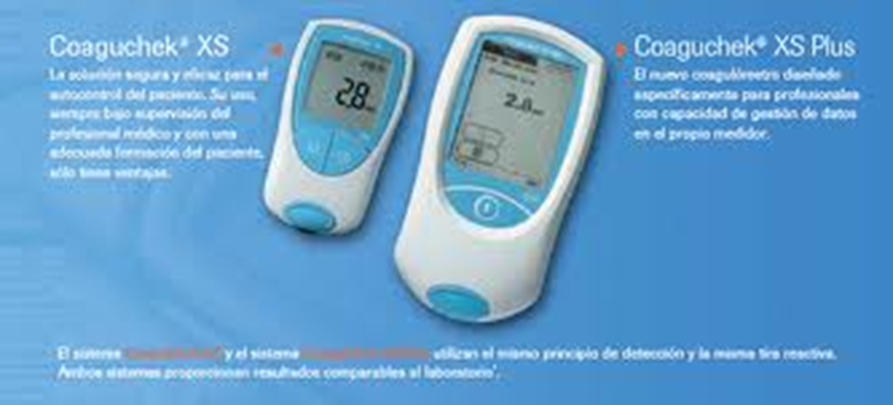 Coaguchek® XS
La solución segura y eficaz para el
autocontrol del paciente. Su uso,
siempre bajo supervisión del
profesional médico y con una
adecuada formación del paciente,
sólo tiene ventajas.
2.8
2.8
Coaguchek® XS Plus
El nuevo coagulómetro diseñado
específicamente para profesionales
con capacidad de gestión de datos
en el propio medidor.
El sistema y el sistema utilizan el mismo principio de detección y la misma tira reactiva.
Ambos sistemas proporcionan resultados comparables al laboratorio